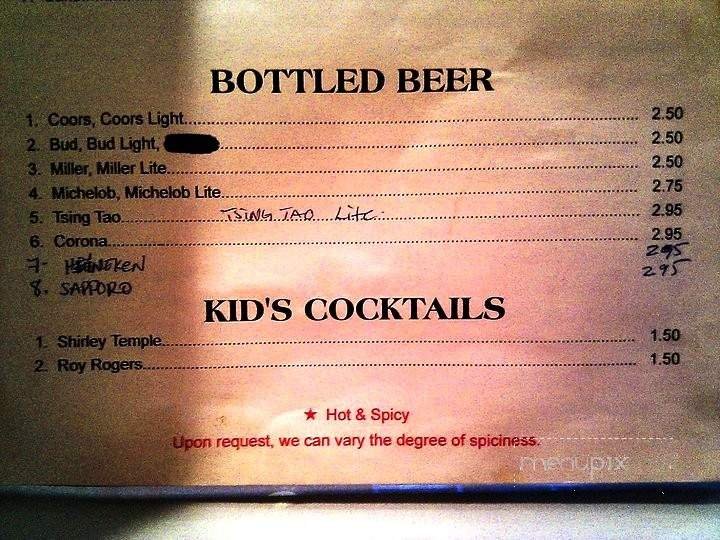 BOTTLED BEER
1. Coors, Coors Light........ 2.50
2. Bud, Bud Light, ........ 2.50
3. Miller, Miller Lite........ 2.50
4. Michelob, Michelob Lite........ 2.75
5. Tsing Tao........ TSING TAO Lite........ 2.95
6. Corona........ 2.95
7- HEINEKEN 2.95
8. SAPPORO 2.95
KID'S COCKTAILS
1. Shirley Temple........ 1.50
2. Roy Rogers........ 1.50
★ Hot & Spicy
Upon request, we can vary the degree of spiciness.
menupix